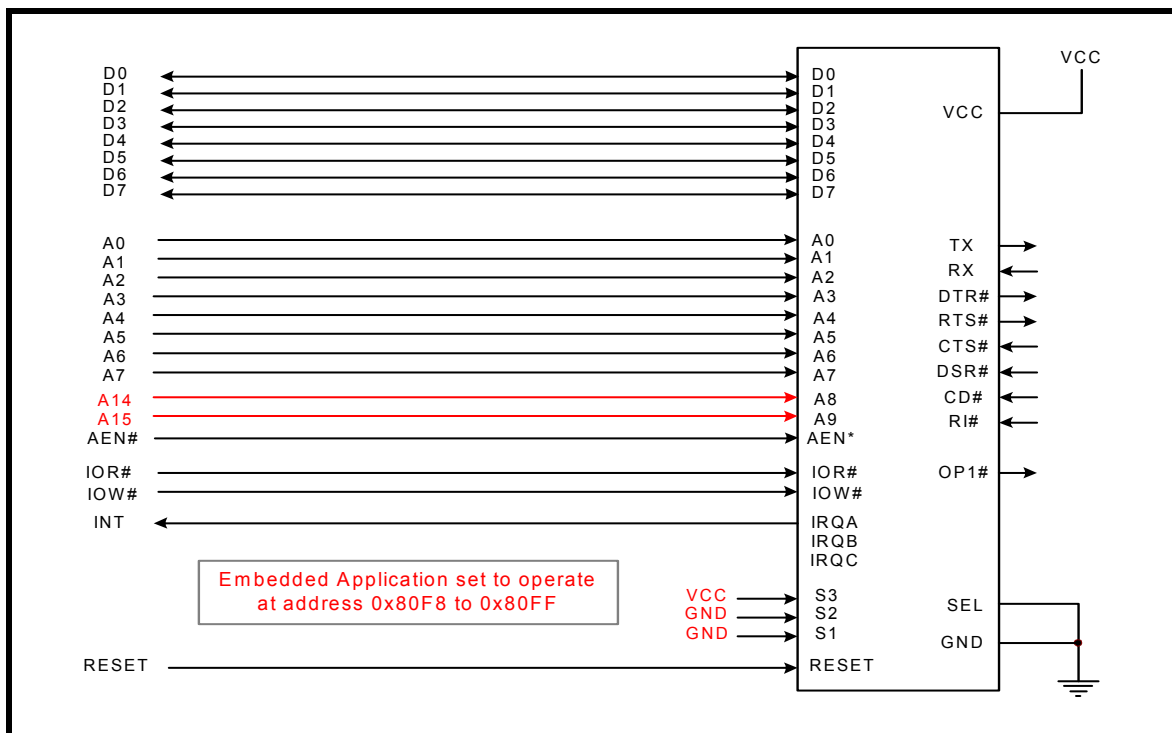 VCC
D0 D0
D1 D1
D2 D2 VCC
D3 D3
D4 D4
D5 D5
D6 D6
D7 D7
A0 A0 TX
A1 A1
A2 A2 RX
A3 A3 DTR#
A4 A4 RTS#
A5 A5 CTS#
A6 A6
A7 A7 DSR#
A14 A8 CD#
A15 A9 RI#
AEN# AEN*
IOR# IOR# OP1#
IOW# IOW#
INT IRQA
IRQB
IRQC
Embedded Application set to operate
at address 0x80F8 to 0x80FF
VCC S3
GND S2 SEL
GND S1
GND
RESET RESET